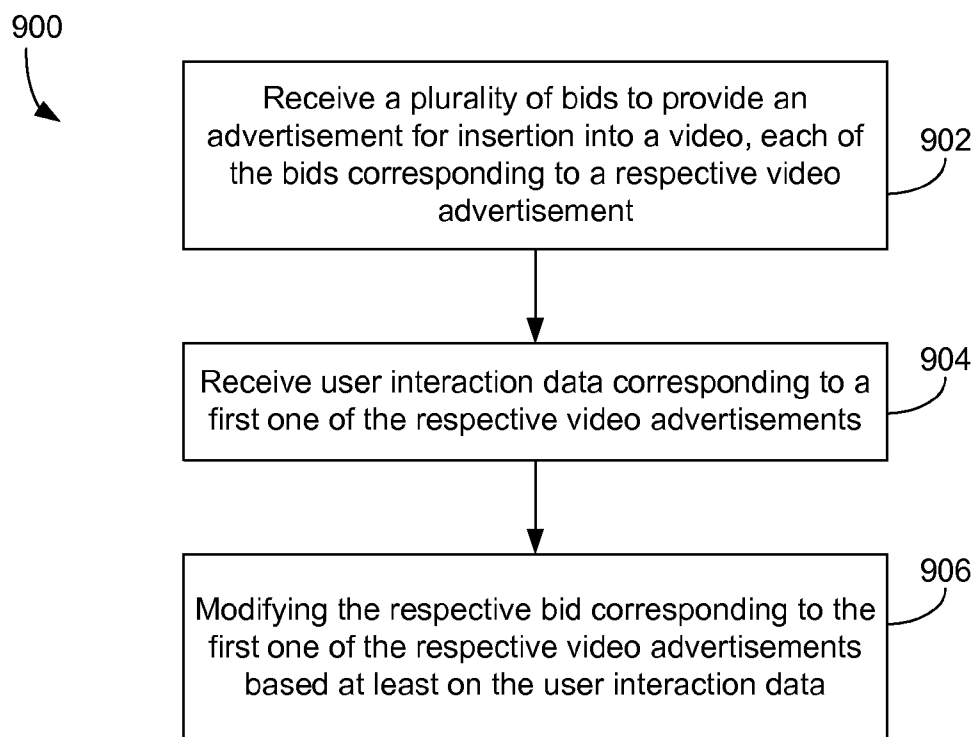 900
Receive a plurality of bids to provide an
advertisement for insertion into a video, each of
the bids corresponding to a respective video
advertisement
902
Receive user interaction data corresponding to a
first one of the respective video advertisements
904
Modifying the respective bid corresponding to the
first one of the respective video advertisements
based at least on the user interaction data
906